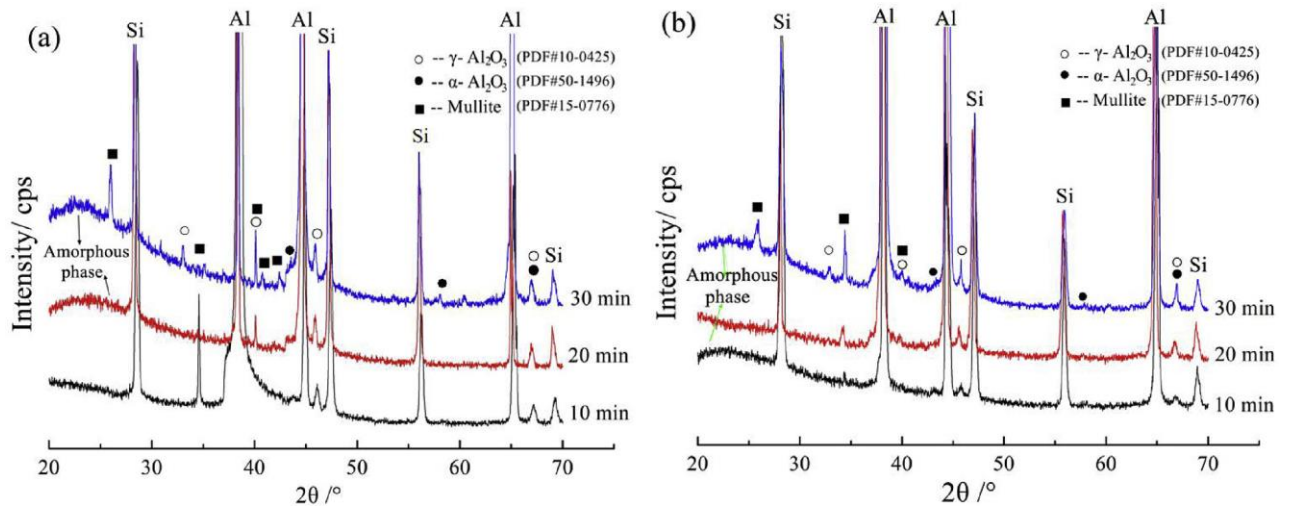 (a)
Si
Al
Al
Si
Al
○ -- γ- Al₂O₃ (PDF#10-0425)
● -- α- Al₂O₃ (PDF#50-1496)
■ -- Mullite (PDF#15-0776)
Si
Amorphous
phase
Si
30 min
20 min
10 min
Intensity/ cps
20 30 40 50 60 70
2θ /°
(b)
Si
Al
Al
Al
○ -- γ- Al₂O₃ (PDF#10-0425)
● -- α- Al₂O₃ (PDF#50-1496)
■ -- Mullite (PDF#15-0776)
Si
Si
Amorphous
phase
Si
30 min
20 min
10 min
Intensity/ cps
20 30 40 50 60 70
2θ /°